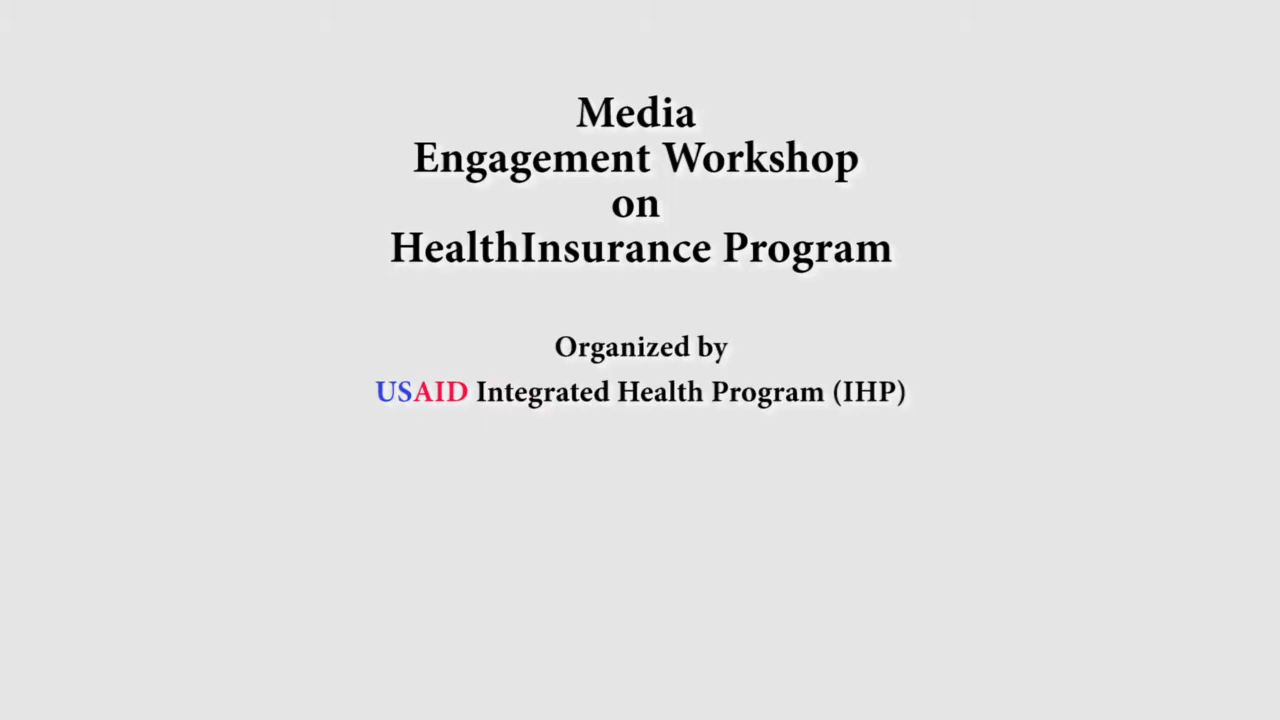 Media
Engagement Workshop
on
HealthInsurance Program
Organized by
USAID Integrated Health Program (IHP)